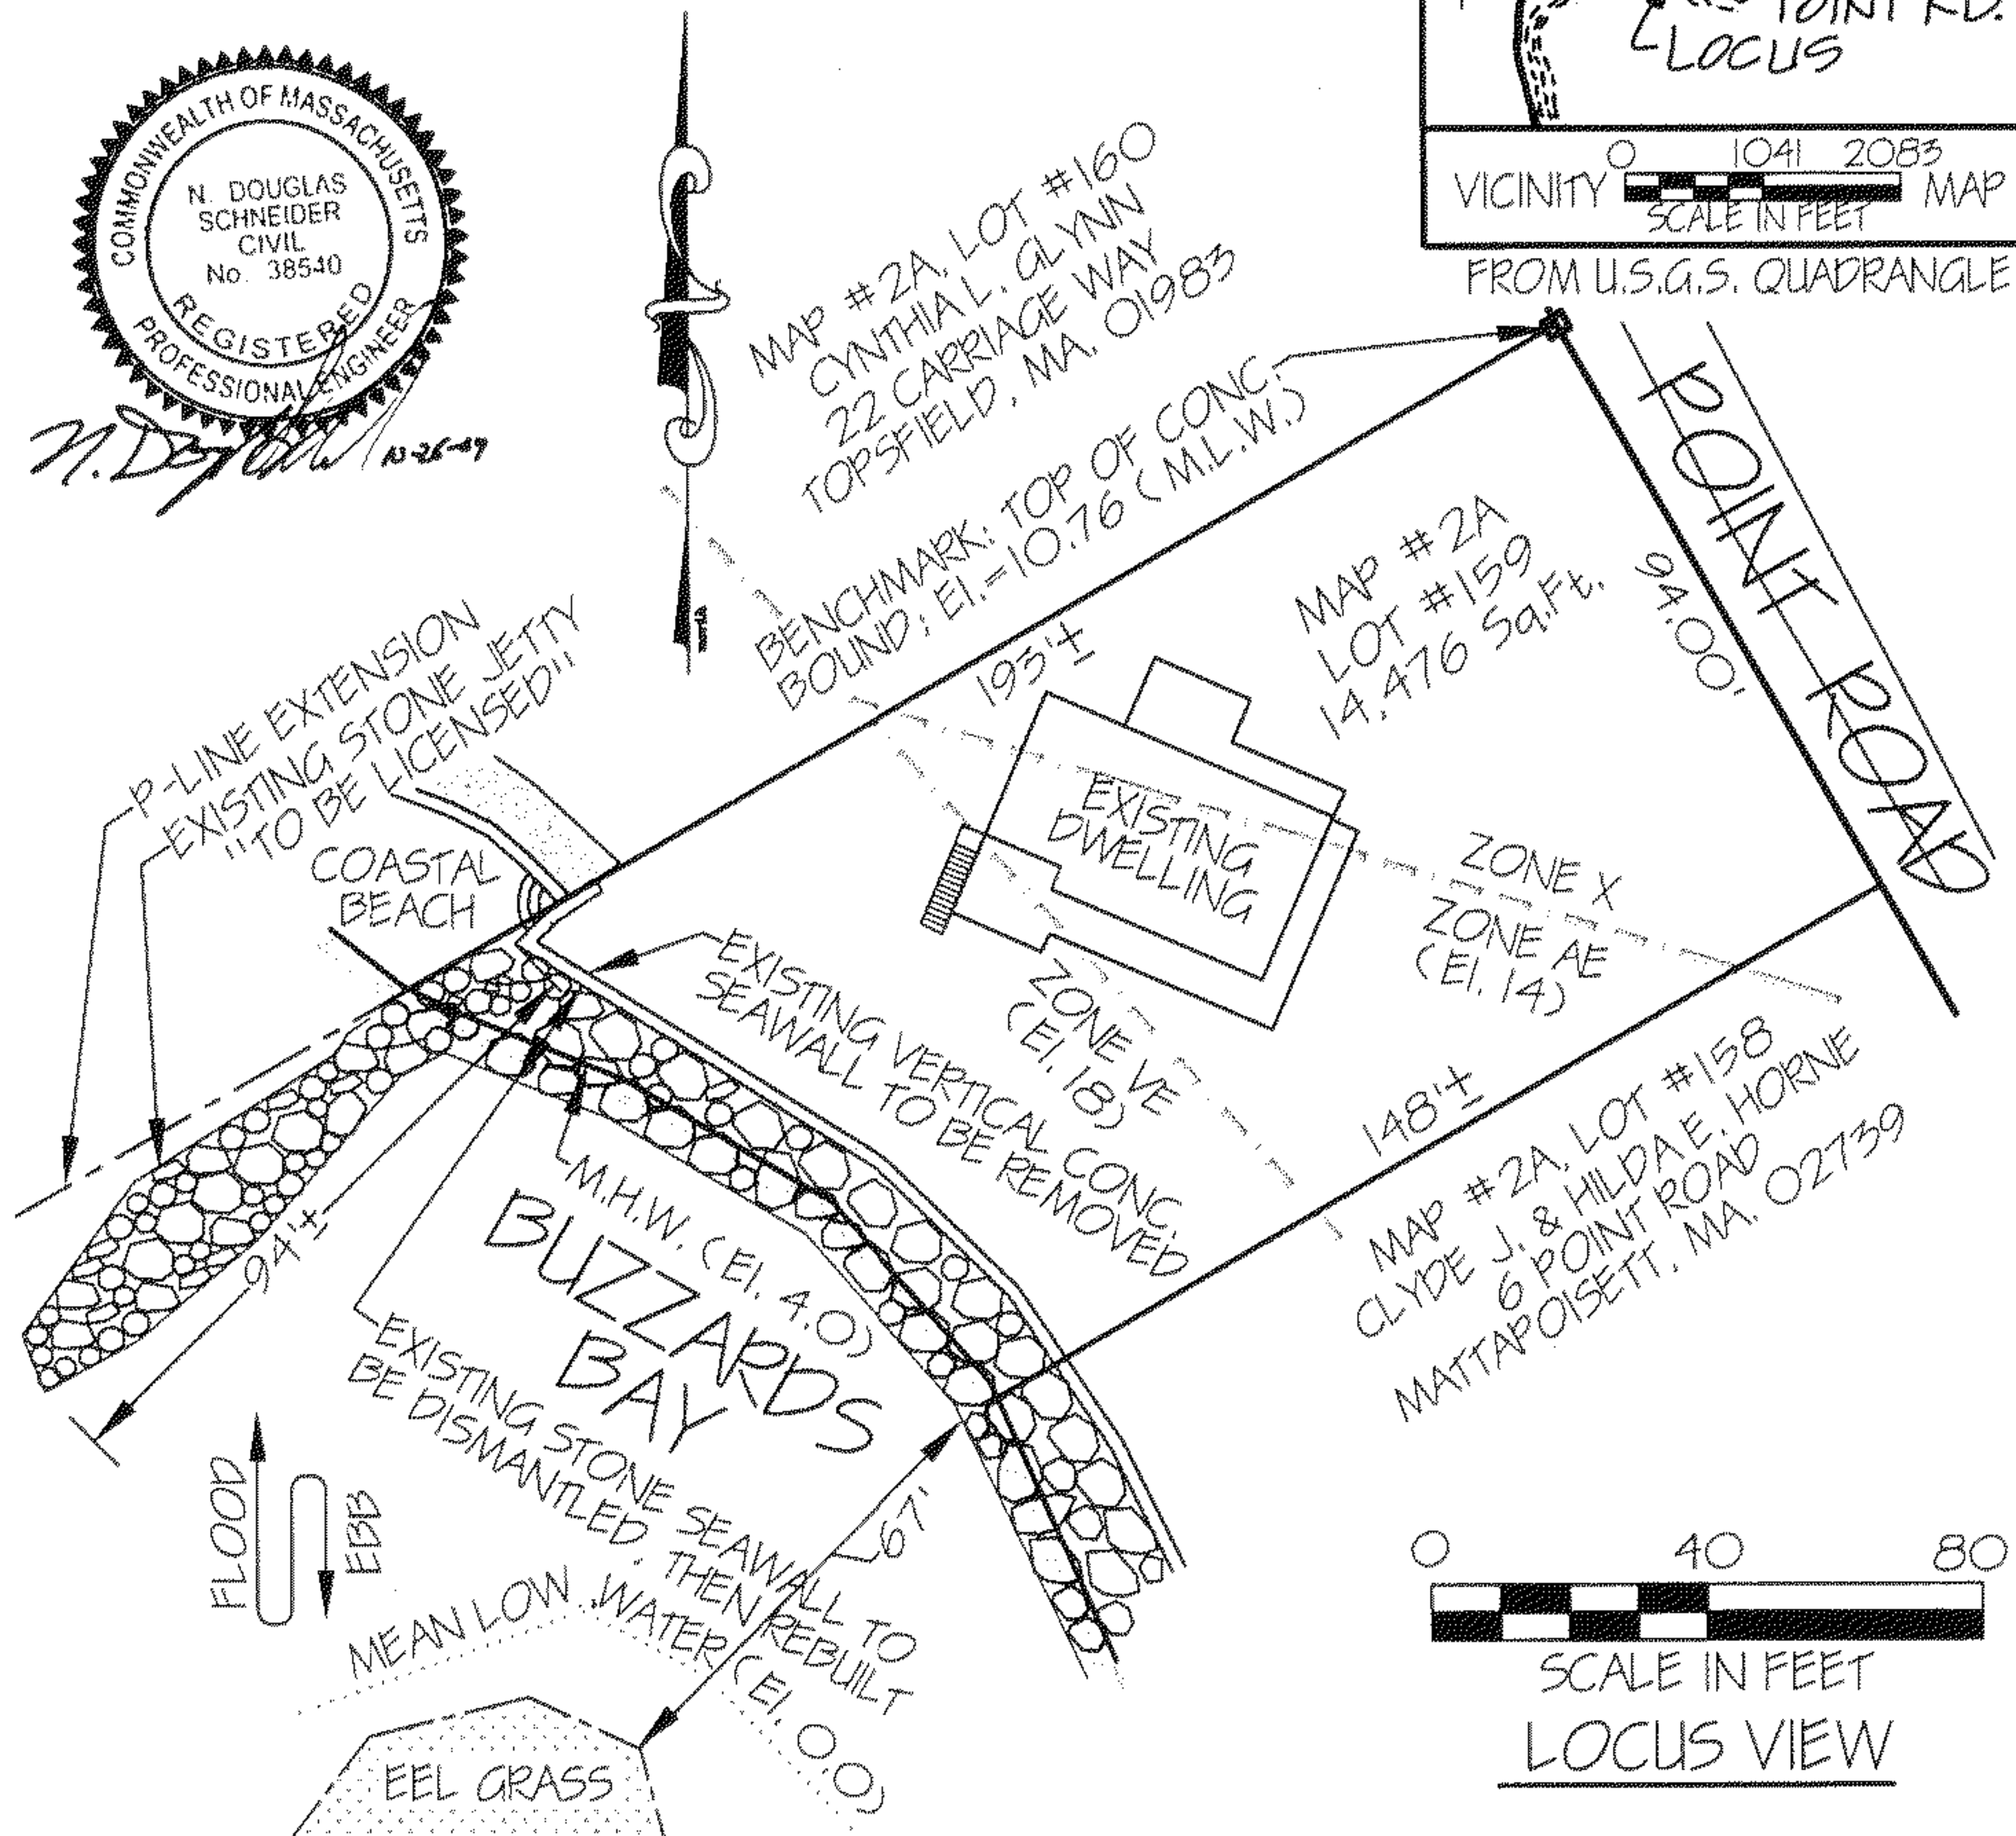 COMMONWEALTH OF MASSACHUSETTS
N. DOUGLAS
SCHNEIDER
CIVIL
No. 38540
REGISTERED
PROFESSIONAL ENGINEER
POINT RD.
LOCUS
0 1041 2083
VICINITY MAP
SCALE IN FEET
FROM U.S.G.S. QUADRANGLE
MAP #2A, LOT #160
CYNTHIA L. GLYNN
22 CARRIAGE WAY
TOPSFIELD, MA. 01983
BENCHMARK: TOP OF CONC.
BOUND; El.=10.76 (M.L.W.)
193'±
MAP #2A
LOT #159
14,476 Sq.Ft.
94.00'
POINT ROAD
P-LINE EXTENSION
EXISTING STONE JETTY
"TO BE LICENSED"
COASTAL
BEACH
EXISTING
DWELLING
ZONE X
ZONE AE
(El. 14)
ZONE VE
(El. 18)
EXISTING VERTICAL CONC.
SEAWALL TO BE REMOVED
148'±
MAP #2A, LOT #158
CLYDE J. & HILDA E. HORNE
6 POINT ROAD
MATTAPOISETT, MA. 02739
94'±
M.H.W. (El. 4.0)
BUZZARDS
BAY
EXISTING STONE SEAWALL TO
BE DISMANTLED, THEN REBUILT
67'
FLOOD
EBB
MEAN LOW WATER (El. 0.0)
EEL GRASS
0 40 80
SCALE IN FEET
LOCUS VIEW